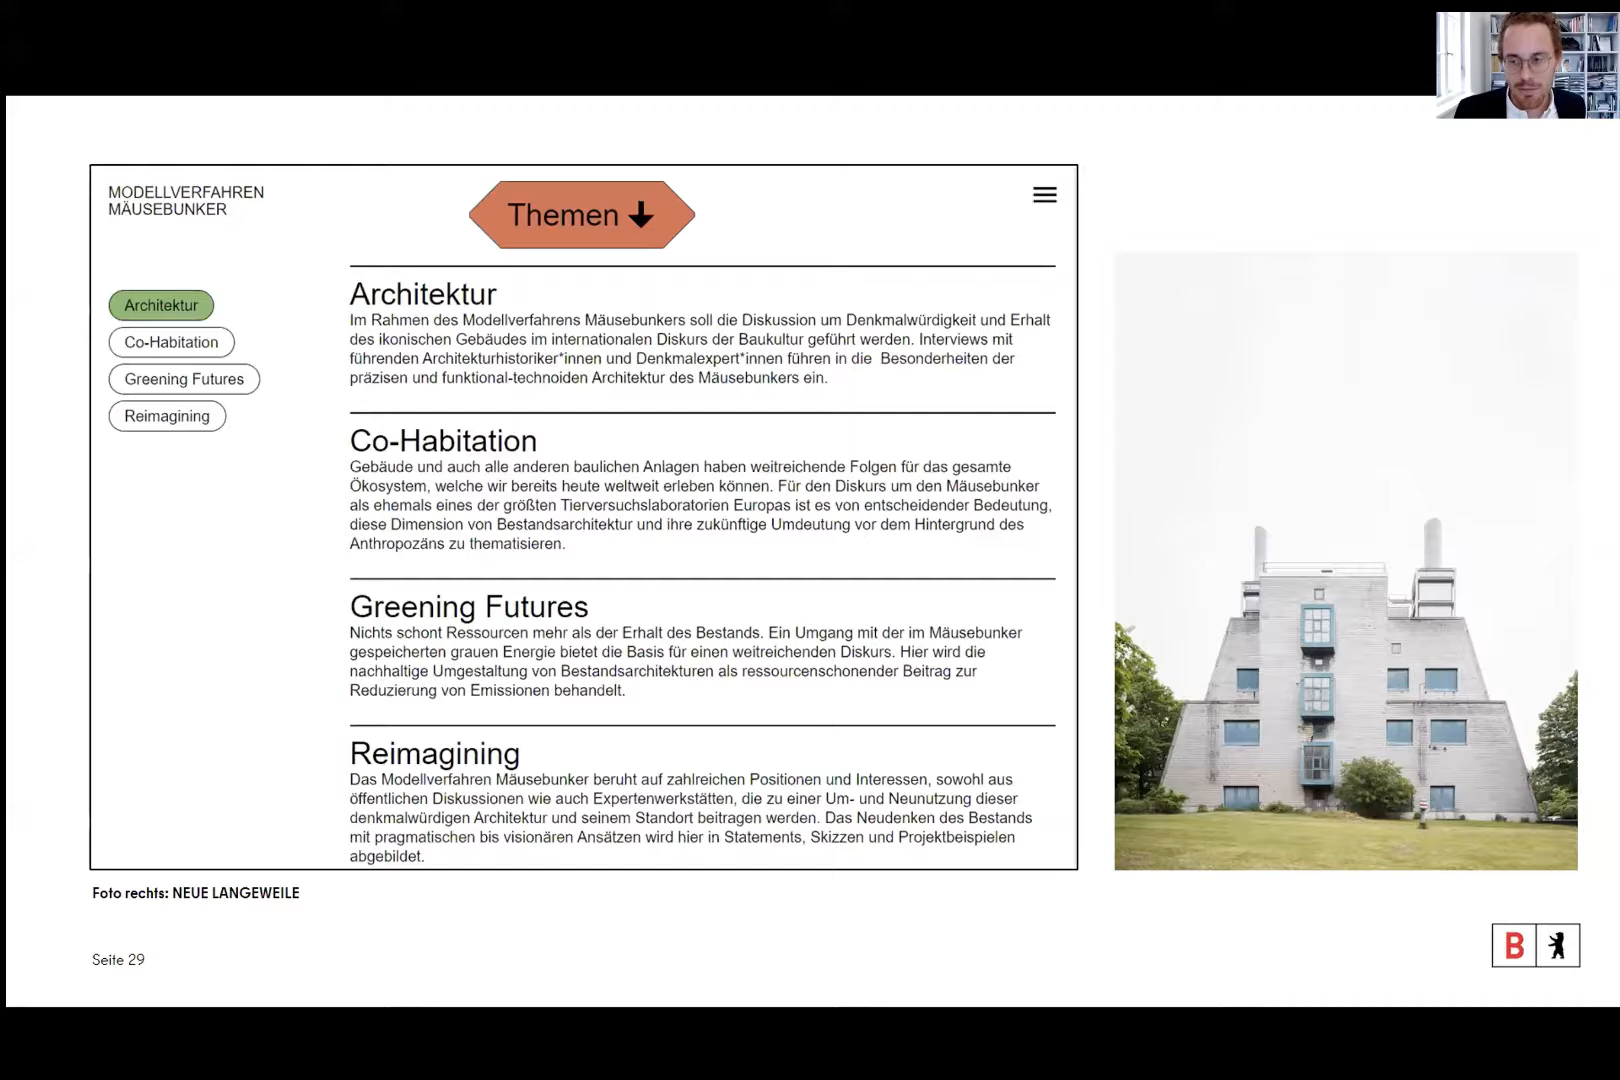 MODELLVERFAHREN
MÄUSEBUNKER
Themen
Architektur
Co-Habitation
Greening Futures
Reimagining
Architektur
Im Rahmen des Modellverfahrens Mäusebunkers soll die Diskussion um Denkmalwürdigkeit und Erhalt
des ikonischen Gebäudes im internationalen Diskurs der Baukultur geführt werden. Interviews mit
führenden Architekturhistoriker*innen und Denkmalexpert*innen führen in die Besonderheiten der
präzisen und funktional-technoiden Architektur des Mäusebunkers ein.
Co-Habitation
Gebäude und auch alle anderen baulichen Anlagen haben weitreichende Folgen für das gesamte
Ökosystem, welche wir bereits heute weltweit erleben können. Für den Diskurs um den Mäusebunker
als ehemals eines der größten Tierversuchslaboratorien Europas ist es von entscheidender Bedeutung,
diese Dimension von Bestandsarchitektur und ihre zukünftige Umdeutung vor dem Hintergrund des
Anthropozäns zu thematisieren.
Greening Futures
Nichts schont Ressourcen mehr als der Erhalt des Bestands. Ein Umgang mit der im Mäusebunker
gespeicherten grauen Energie bietet die Basis für einen weitreichenden Diskurs. Hier wird die
nachhaltige Umgestaltung von Bestandsarchitekturen als ressourcenschonender Beitrag zur
Reduzierung von Emissionen behandelt.
Reimagining
Das Modellverfahren Mäusebunker beruht auf zahlreichen Positionen und Interessen, sowohl aus
öffentlichen Diskussionen wie auch Expertenwerkstätten, die zu einer Um- und Neunutzung dieser
denkmalwürdigen Architektur und seinem Standort beitragen werden. Das Neudenken des Bestands
mit pragmatischen bis visionären Ansätzen wird hier in Statements, Skizzen und Projektbeispielen
abgebildet.
Foto rechts: NEUE LANGEWEILE
Seite 29
B